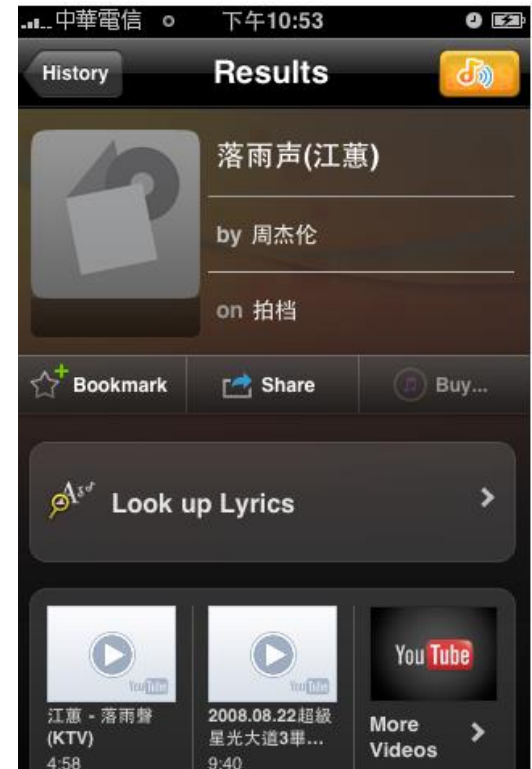 中華電信 下午10:53
History Results
落雨声(江蕙)
by 周杰伦
on 拍档
Bookmark Share Buy...
Look up Lyrics
YouTube YouTube You Tube
江蕙 - 落雨聲
(KTV)
4:58
2008.08.22超級
星光大道3畢...
9:40
More
Videos